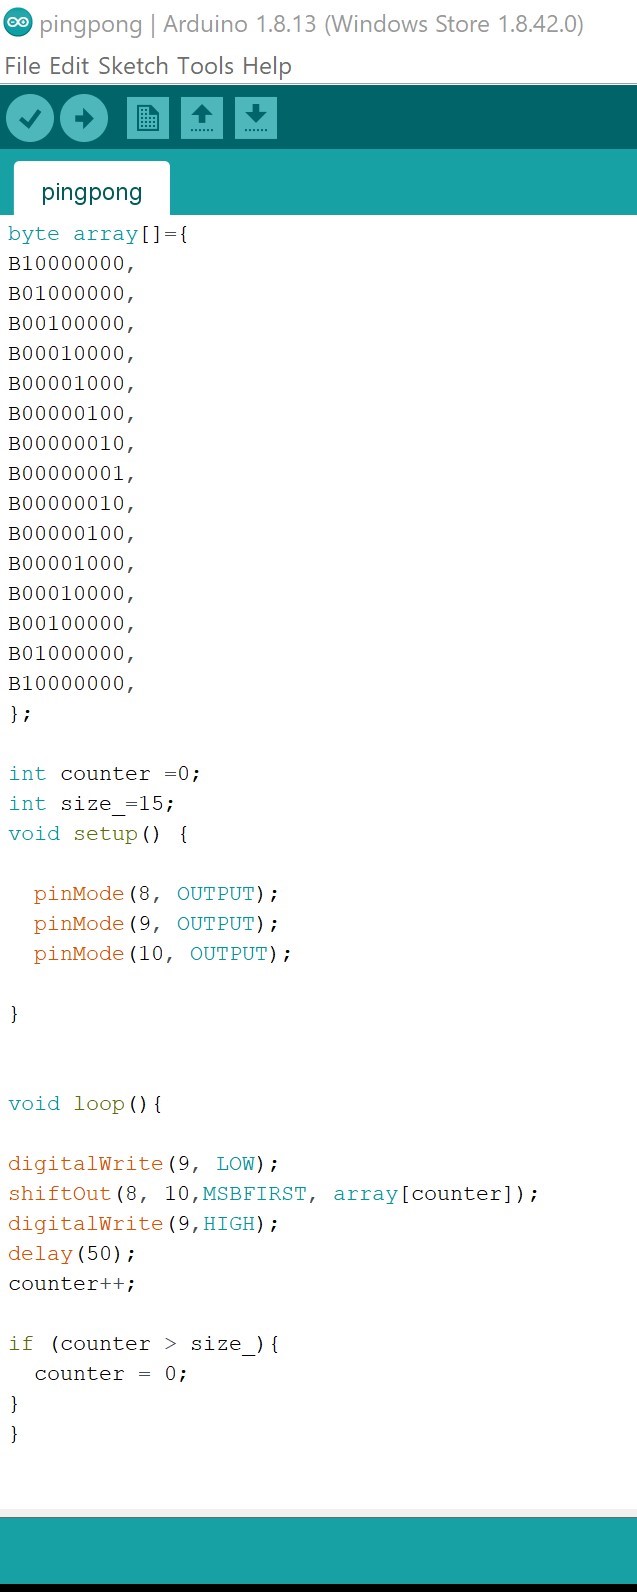 pingpong | Arduino 1.8.13 (Windows Store 1.8.42.0)
File Edit Sketch Tools Help
pingpong
byte array[]={
B10000000,
B01000000,
B00100000,
B00010000,
B00001000,
B00000100,
B00000010,
B00000001,
B00000010,
B00000100,
B00001000,
B00010000,
B00100000,
B01000000,
B10000000,
};
int counter =0;
int size_=15;
void setup() {
pinMode(8, OUTPUT);
pinMode(9, OUTPUT);
pinMode(10, OUTPUT);
}
void loop(){
digitalWrite(9, LOW);
shiftOut(8, 10,MSBFIRST, array[counter]);
digitalWrite(9,HIGH);
delay(50);
counter++;
if (counter > size_){
counter = 0;
}
}